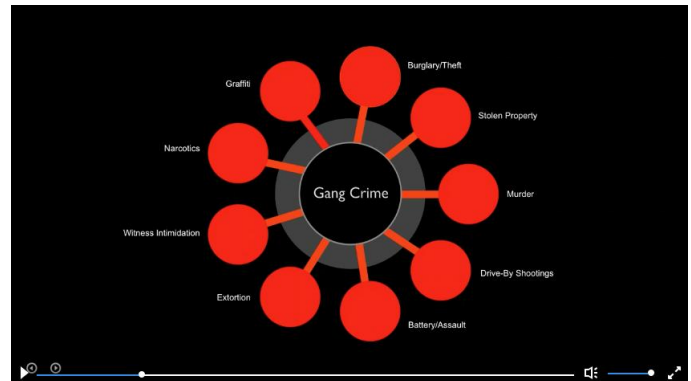 Burglary/Theft
Graffiti
Stolen Property
Narcotics
Gang Crime
Murder
Witness Intimidation
Drive-By Shootings
Extortion
Battery/Assault